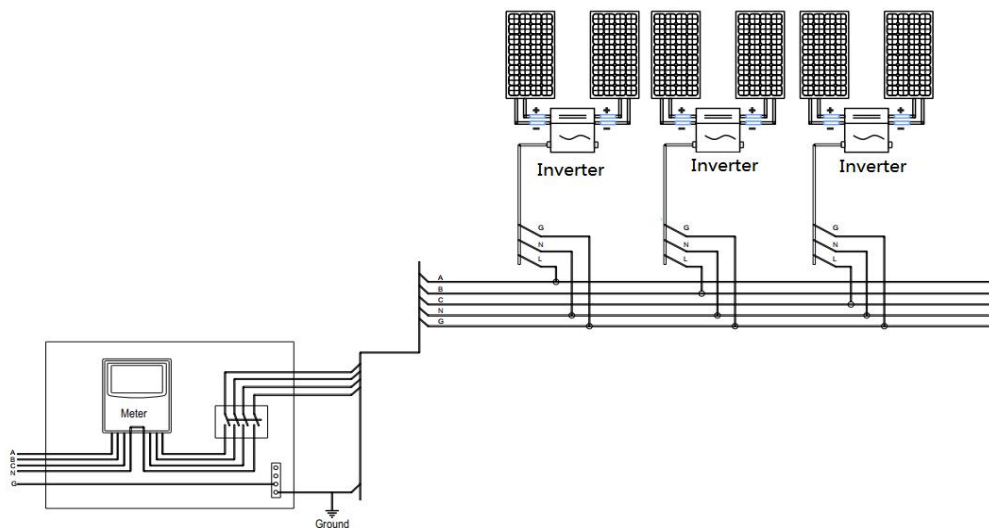 + + + + + +
- - - - - -
Inverter Inverter Inverter
G G G
N N N
L L L
A
B
C
N
G
Meter
A
B
C
N
G
Ground